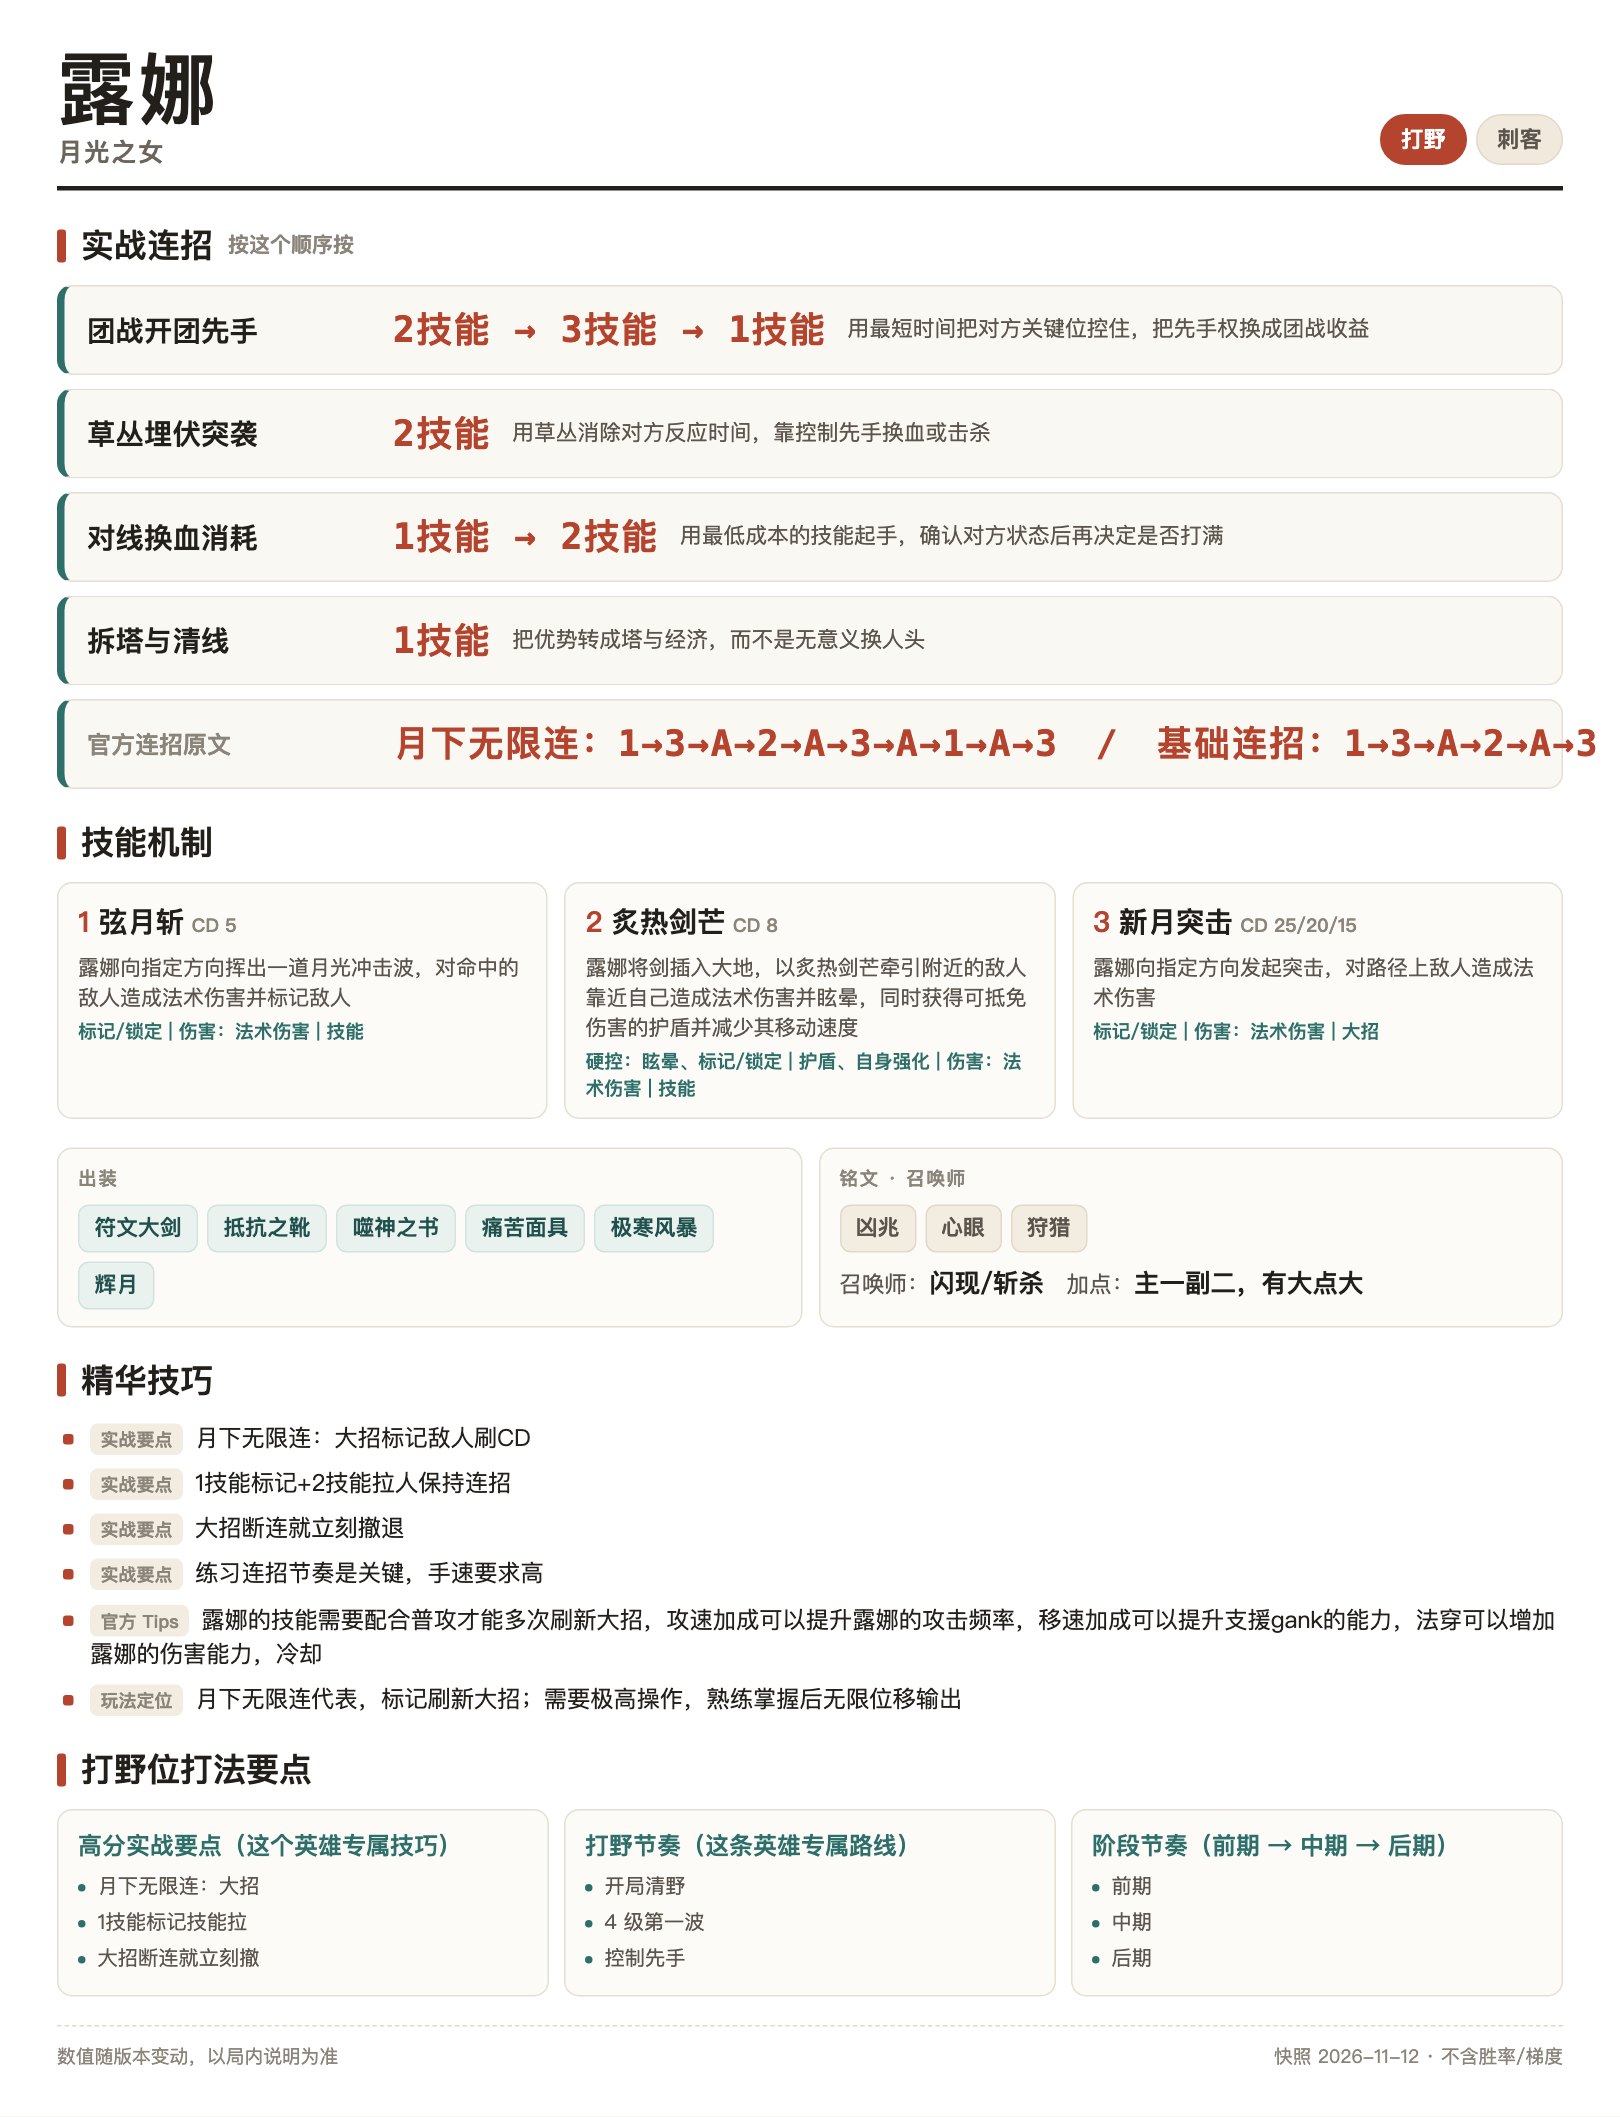 露娜
月光之女
打野 刺客
实战连招 按这个顺序按
团战开团先手 2技能 → 3技能 → 1技能 用最短时间把对方关键位控住，把先手权换成团战收益
草丛埋伏突袭 2技能 用草丛消除对方反应时间，靠控制先手换血或击杀
对线换血消耗 1技能 → 2技能 用最低成本的技能起手，确认对方状态后再决定是否打满
拆塔与清线 1技能 把优势转成塔与经济，而不是无意义换人头
官方连招原文 月下无限连：1→3→A→2→A→3→A→1→A→3 / 基础连招：1→3→A→2→A→3
技能机制
1 弦月斩 CD 5
露娜向指定方向挥出一道月光冲击波，对命中的
敌人造成法术伤害并标记敌人
标记/锁定 | 伤害：法术伤害 | 技能
2 炙热剑芒 CD 8
露娜将剑插入大地，以炙热剑芒牵引附近的敌人
靠近自己造成法术伤害并眩晕，同时获得可抵免
伤害的护盾并减少其移动速度
硬控：眩晕、标记/锁定 | 护盾、自身强化 | 伤害：法
术伤害 | 技能
3 新月突击 CD 25/20/15
露娜向指定方向发起突击，对路径上敌人造成法
术伤害
标记/锁定 | 伤害：法术伤害 | 大招
出装
符文大剑 抵抗之靴 噬神之书 痛苦面具 极寒风暴
辉月
铭文 · 召唤师
凶兆 心眼 狩猎
召唤师：闪现/斩杀 加点：主一副二，有大点大
精华技巧
实战要点 月下无限连：大招标记敌人刷CD
实战要点 1技能标记+2技能拉人保持连招
实战要点 大招断连就立刻撤退
实战要点 练习连招节奏是关键，手速要求高
官方 Tips 露娜的技能需要配合普攻才能多次刷新大招，攻速加成可以提升露娜的攻击频率，移速加成可以提升支援gank的能力，法穿可以增加
露娜的伤害能力，冷却
玩法定位 月下无限连代表，标记刷新大招；需要极高操作，熟练掌握后无限位移输出
打野位打法要点
高分实战要点（这个英雄专属技巧）
月下无限连：大招
1技能标记技能拉
大招断连就立刻撤
打野节奏（这条英雄专属路线）
开局清野
4 级第一波
控制先手
阶段节奏（前期 → 中期 → 后期）
前期
中期
后期
数值随版本变动，以局内说明为准
快照 2026-11-12 · 不含胜率/梯度